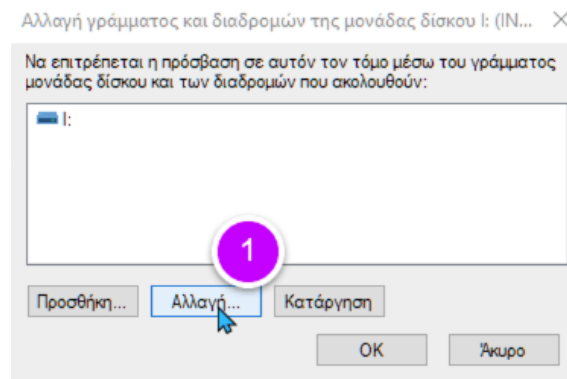 Αλλαγή γράμματος και διαδρομών της μονάδας δίσκου I: (IN...
Να επιτρέπεται η πρόσβαση σε αυτόν τον τόμο μέσω του γράμματος
μονάδας δίσκου και των διαδρομών που ακολουθούν:
I:
1
Προσθήκη... Αλλαγή... Κατάργηση
OK Άκυρο